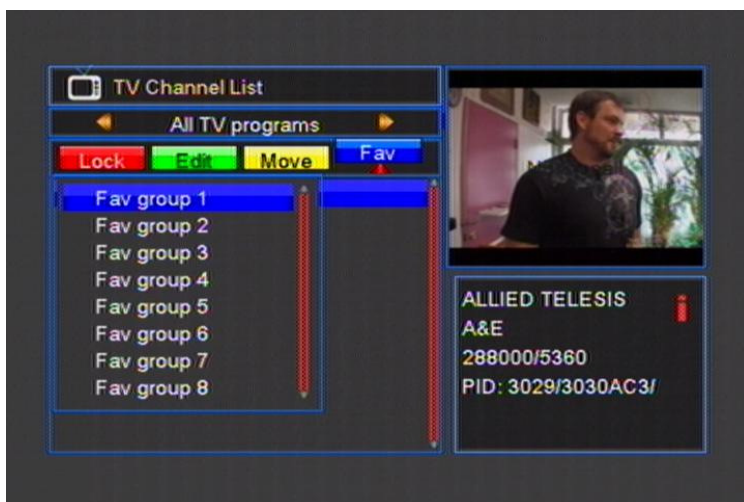 TV Channel List
All TV programs
Lock Edit Move Fav
Fav group 1
Fav group 2
Fav group 3
Fav group 4
Fav group 5
Fav group 6
Fav group 7
Fav group 8
ALLIED TELESIS
A&E
288000/5360
PID: 3029/3030AC3/